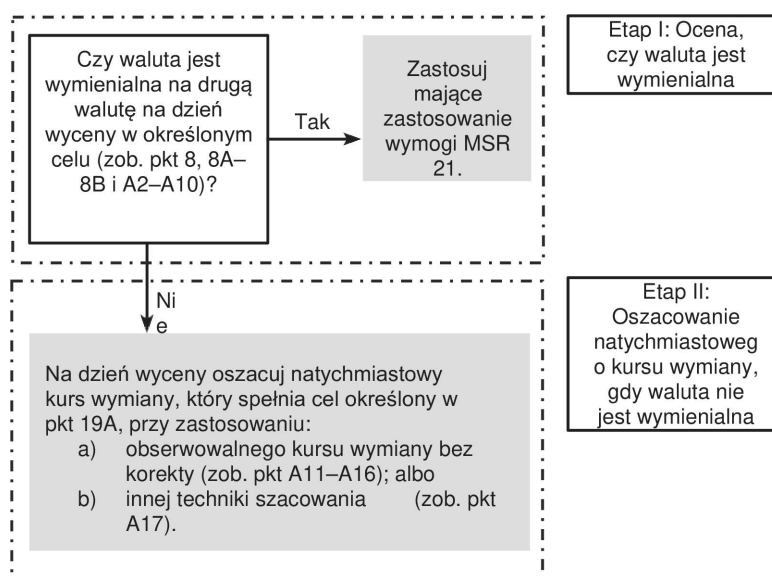 Czy waluta jest
wymienialna na drugą
walutę na dzień
wyceny w określonym
celu (zob. pkt 8, 8A–
8B i A2–A10)?
Tak
Zastosuj
mające
zastosowanie
wymogi MSR
21.
Etap I: Ocena,
czy waluta jest
wymienialna
Ni
e
Na dzień wyceny oszacuj natychmiastowy
kurs wymiany, który spełnia cel określony w
pkt 19A, przy zastosowaniu:
a) obserwowalnego kursu wymiany bez
korekty (zob. pkt A11–A16); albo
b) innej techniki szacowania (zob. pkt
A17).
Etap II:
Oszacowanie
natychmiastoweg
o kursu wymiany,
gdy waluta nie
jest wymienialna